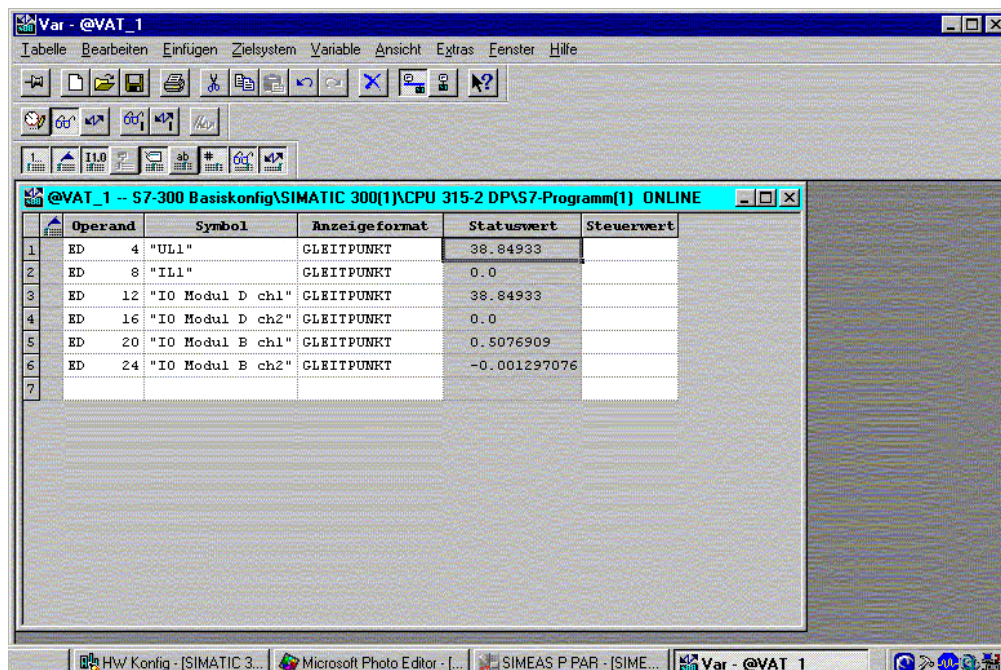 Var - @VAT_1
Tabelle Bearbeiten Einfügen Zielsystem Variable Ansicht Extras Fenster Hilfe
@VAT_1 -- S7-300 Basiskonfig\SIMATIC 300(1)\CPU 315-2 DP\S7-Programm(1) ONLINE
Operand Symbol Anzeigeformat Statuswert Steuerwert
1 ED 4 "UL1" GLEITPUNKT 38.84933
2 ED 8 "IL1" GLEITPUNKT 0.0
3 ED 12 "IO Modul D ch1" GLEITPUNKT 38.84933
4 ED 16 "IO Modul D ch2" GLEITPUNKT 0.0
5 ED 20 "IO Modul B ch1" GLEITPUNKT 0.5076909
6 ED 24 "IO Modul B ch2" GLEITPUNKT -0.001297076
7
HW Konfig - [SIMATIC 3... Microsoft Photo Editor - [... SIMEAS P PAR - [SIME... Var - @VAT_1